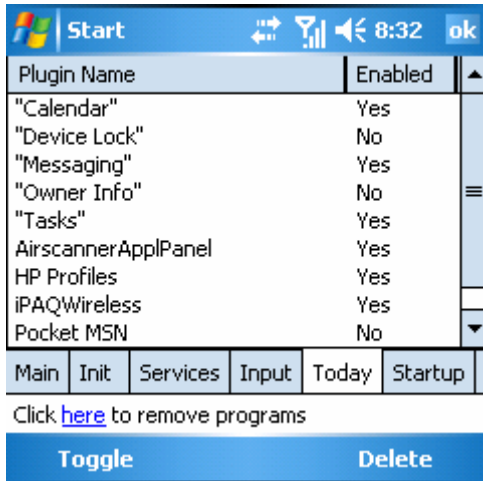 Start 8:32 ok
Plugin Name Enabled
"Calendar" Yes
"Device Lock" No
"Messaging" Yes
"Owner Info" No
"Tasks" Yes
AirscannerApplPanel Yes
HP Profiles Yes
iPAQWireless Yes
Pocket MSN No
Main Init Services Input Today Startup
Click here to remove programs
Toggle Delete